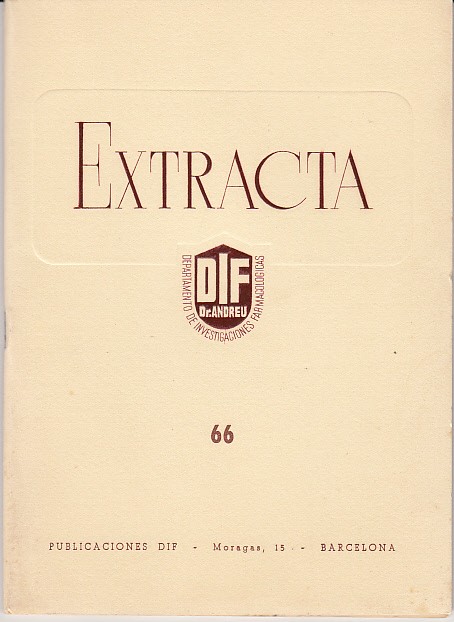 EXTRACTA
DIF
Dr. ANDREU
DEPARTAMENTO DE INVESTIGACIONES FARMACOLOGICAS
66
PUBLICACIONES DIF - Moragas, 15 - BARCELONA